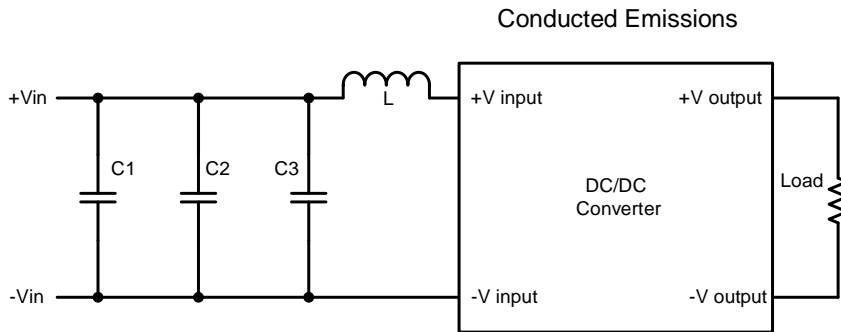 Conducted Emissions
+Vin
L
+V input
+V output
C1
C2
C3
DC/DC
Converter
Load
-Vin
-V input
-V output